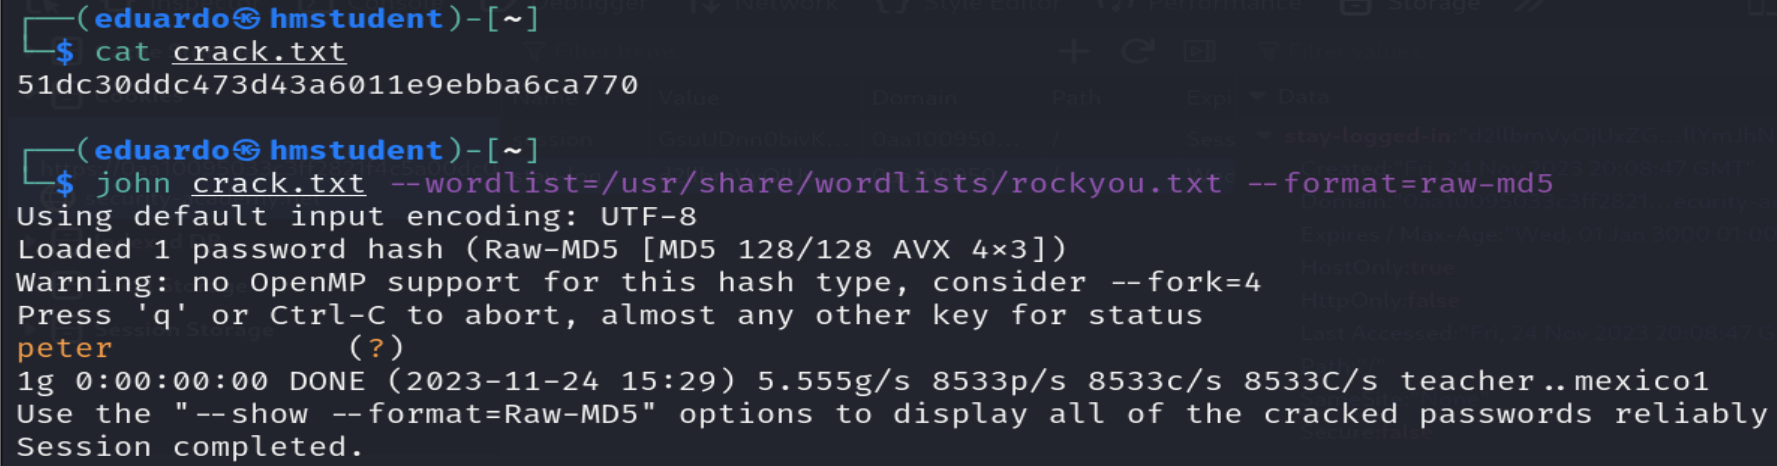 ┌──(eduardo㉿hmstudent)-[~]
└─$ cat crack.txt
51dc30ddc473d43a6011e9ebba6ca770
┌──(eduardo㉿hmstudent)-[~]
└─$ john crack.txt --wordlist=/usr/share/wordlists/rockyou.txt --format=raw-md5
Using default input encoding: UTF-8
Loaded 1 password hash (Raw-MD5 [MD5 128/128 AVX 4×3])
Warning: no OpenMP support for this hash type, consider --fork=4
Press 'q' or Ctrl-C to abort, almost any other key for status
peter (?)
1g 0:00:00:00 DONE (2023-11-24 15:29) 5.555g/s 8533p/s 8533c/s 8533C/s teacher..mexico1
Use the "--show --format=Raw-MD5" options to display all of the cracked passwords reliably
Session completed.